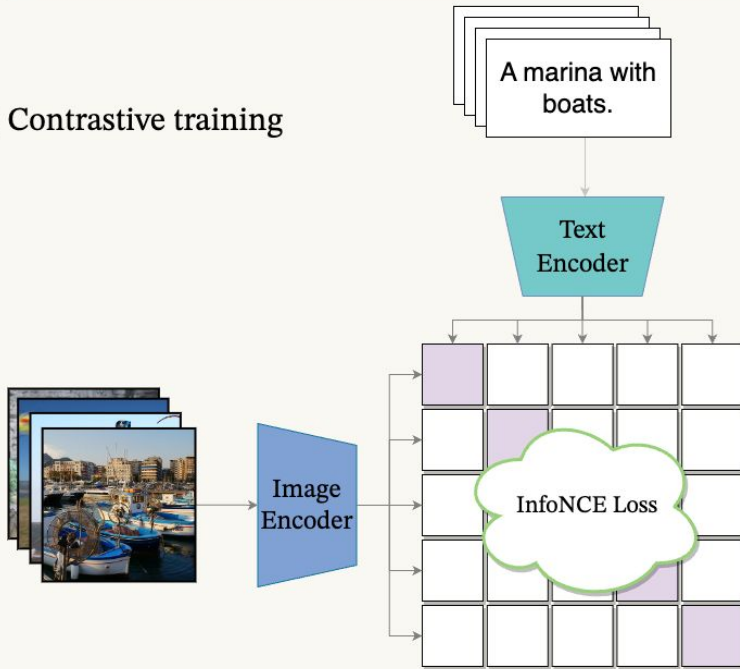 A marina with
boats.
Contrastive training
Text
Encoder
Image
Encoder
InfoNCE Loss